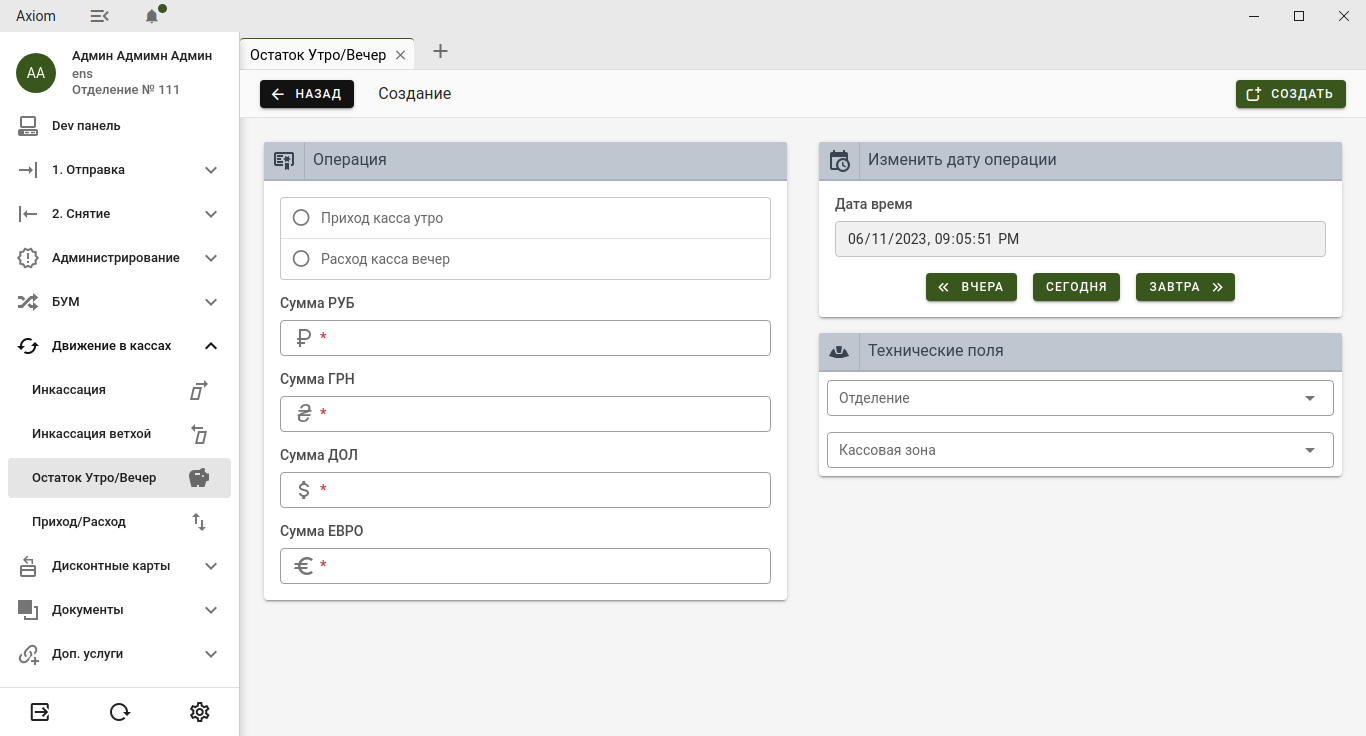 Axiom
АА
Админ Адмимн Админ
ens
Отделение № 111
Dev панель
1. Отправка
2. Снятие
Администрирование
БУМ
Движение в кассах
Инкассация
Инкассация ветхой
Остаток Утро/Вечер
Приход/Расход
Дисконтные карты
Документы
Доп. услуги
Остаток Утро/Вечер
НАЗАД
Создание
СОЗДАТЬ
Операция
Приход касса утро
Расход касса вечер
Сумма РУБ
₽ *
Сумма ГРН
₴ *
Сумма ДОЛ
$ *
Сумма ЕВРО
€ *
Изменить дату операции
Дата время
06/11/2023, 09:05:51 PM
ВЧЕРА
СЕГОДНЯ
ЗАВТРА
Технические поля
Отделение
Кассовая зона